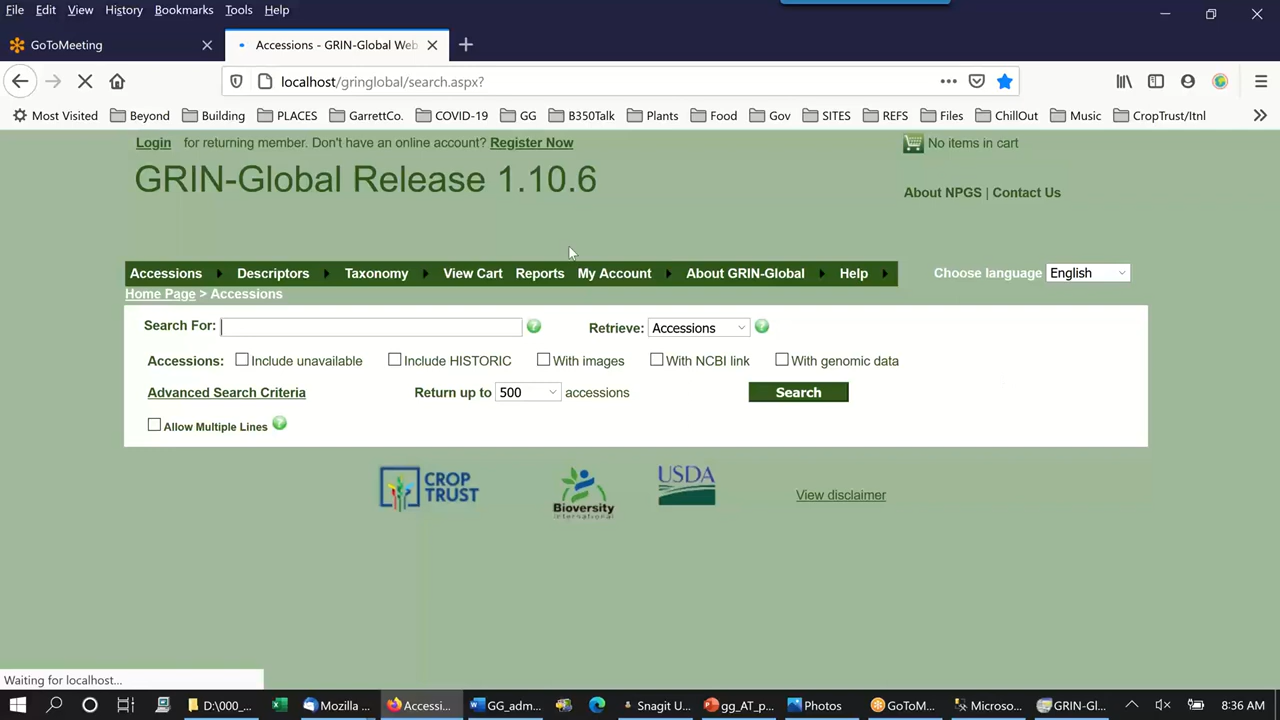 File Edit View History Bookmarks Tools Help
GoToMeeting
Accessions - GRIN-Global Web
localhost/gringlobal/search.aspx?
Most Visited Beyond Building PLACES GarrettCo. COVID-19 GG B350Talk Plants Food Gov SITES REFS Files ChillOut Music CropTrust/Itnl
Login for returning member. Don't have an online account? Register Now
No items in cart
GRIN-Global Release 1.10.6
About NPGS | Contact Us
Accessions Descriptors Taxonomy View Cart Reports My Account About GRIN-Global Help
Choose language English
Home Page > Accessions
Search For:
Retrieve: Accessions
Accessions: Include unavailable Include HISTORIC With images With NCBI link With genomic data
Advanced Search Criteria
Return up to 500 accessions
Search
Allow Multiple Lines
CROP
TRUST
Bioversity
International
USDA
View disclaimer
Waiting for localhost...
D:\000_... Mozilla ... Accessi... GG_adm... Snagit U... gg_AT_p... Photos GoToM... Microso... GRIN-Gl... 8:36 AM